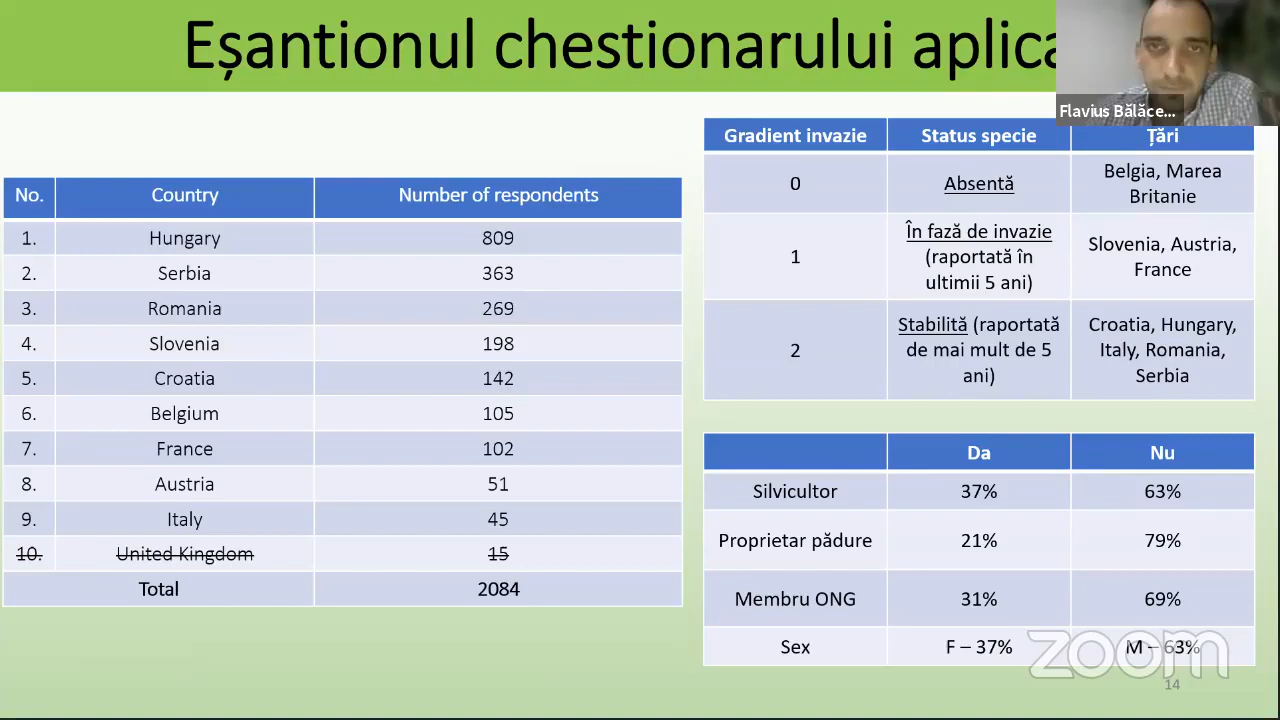 Eșantionul chestionarului aplica
Flavius Bălăce...
No. Country Number of respondents
1. Hungary 809
2. Serbia 363
3. Romania 269
4. Slovenia 198
5. Croatia 142
6. Belgium 105
7. France 102
8. Austria 51
9. Italy 45
10. United Kingdom 15
Total 2084
Gradient invazie Status specie Țări
0 Absentă Belgia, Marea
Britanie
1 În fază de invazie
(raportată în
ultimii 5 ani) Slovenia, Austria,
France
2 Stabilită (raportată
de mai mult de 5
ani) Croatia, Hungary,
Italy, Romania,
Serbia
Da Nu
Silvicultor 37% 63%
Proprietar pădure 21% 79%
Membru ONG 31% 69%
Sex F – 37% M – 63%
zoom
14